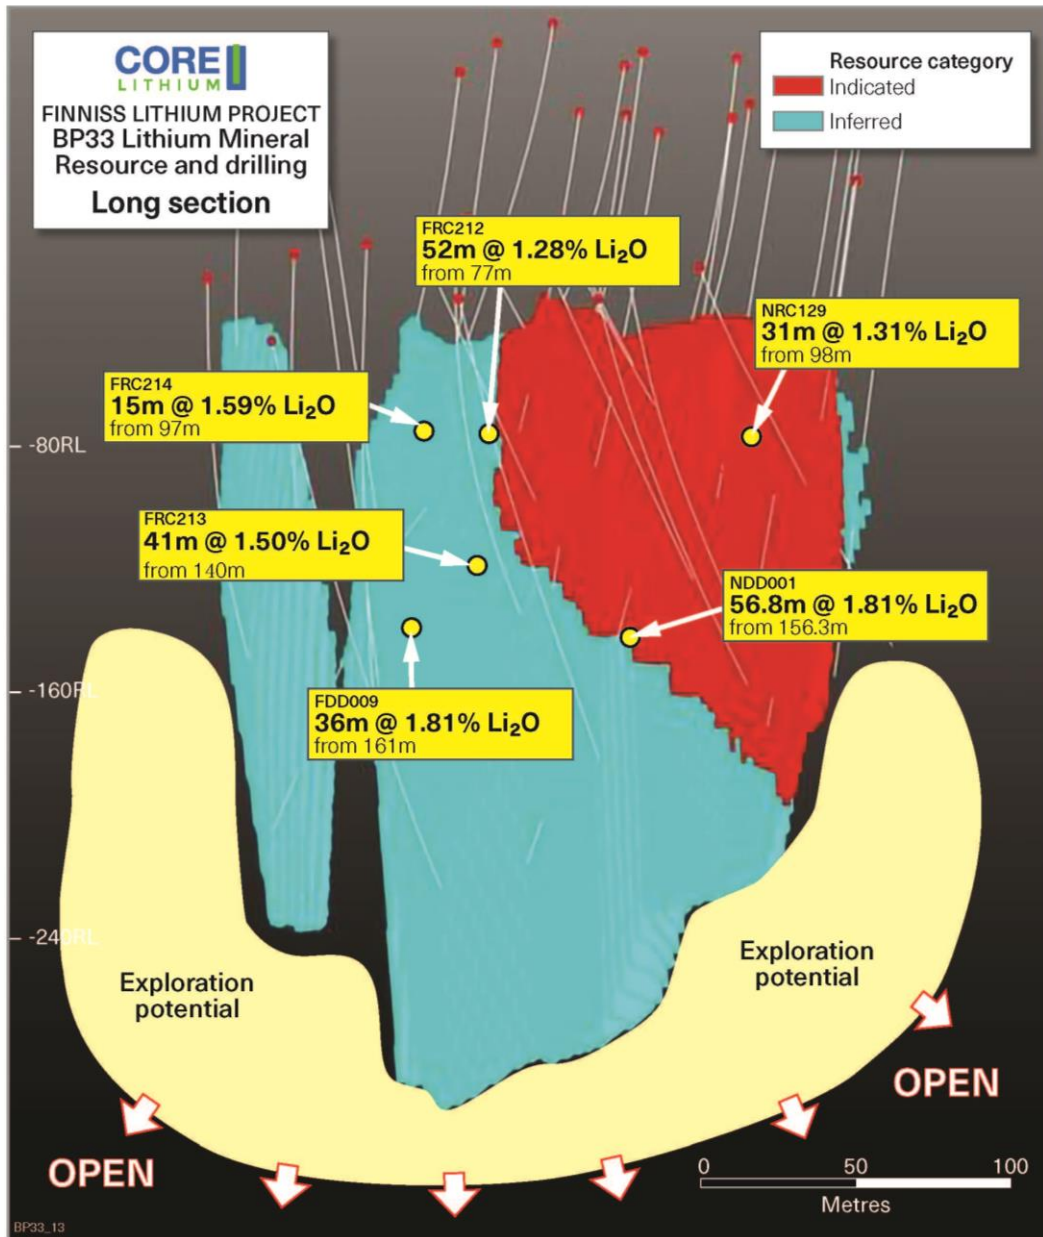 CORE
LITHIUM
FINNISS LITHIUM PROJECT
BP33 Lithium Mineral
Resource and drilling
Long section
Resource category
Indicated
Inferred
FRC212
52m @ 1.28% Li₂O
from 77m
NRC129
31m @ 1.31% Li₂O
from 98m
FRC214
15m @ 1.59% Li₂O
from 97m
-80RL
FRC213
41m @ 1.50% Li₂O
from 140m
NDD001
56.8m @ 1.81% Li₂O
from 156.3m
-160RL
FDD009
36m @ 1.81% Li₂O
from 161m
-240RL
Exploration
potential
Exploration
potential
OPEN
OPEN
0 50 100
Metres
BP33_13